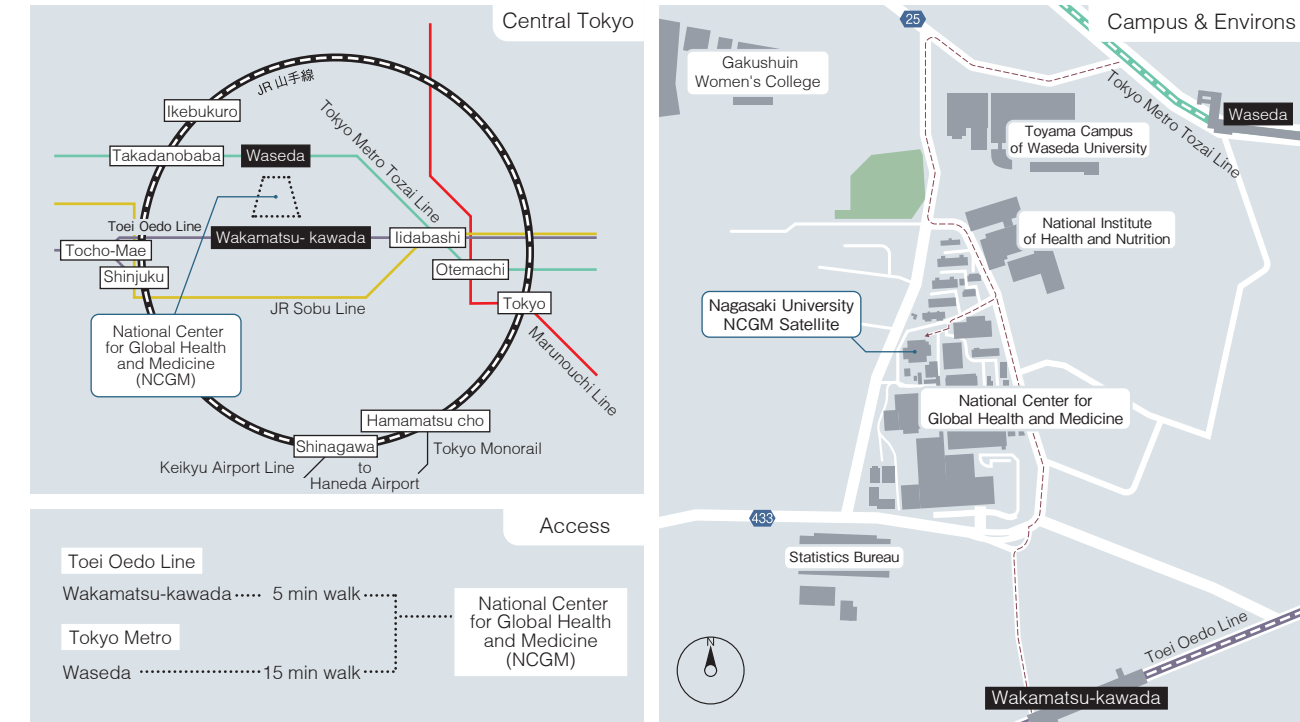 Central Tokyo
JR 山手線
Ikebukuro
Tokyo Metro Tozai Line
Takadanobaba
Waseda
Toei Oedo Line
Wakamatsu- kawada
Iidabashi
Tocho-Mae
Shinjuku
Otemachi
Tokyo
JR Sobu Line
Marunouchi Line
National Center
for Global Health
and Medicine
(NCGM)
Hamamatsu cho
Shinagawa
Tokyo Monorail
Keikyu Airport Line
to
Haneda Airport
Access
Toei Oedo Line
Wakamatsu-kawada ····· 5 min walk
Tokyo Metro
Waseda ·················· 15 min walk
National Center
for Global Health
and Medicine
(NCGM)
Campus & Environs
25
Gakushuin
Women's College
Tokyo Metro Tozai Line
Waseda
Toyama Campus
of Waseda University
National Institute
of Health and Nutrition
Nagasaki University
NCGM Satellite
National Center for
Global Health and Medicine
433
Statistics Bureau
N
Toei Oedo Line
Wakamatsu-kawada